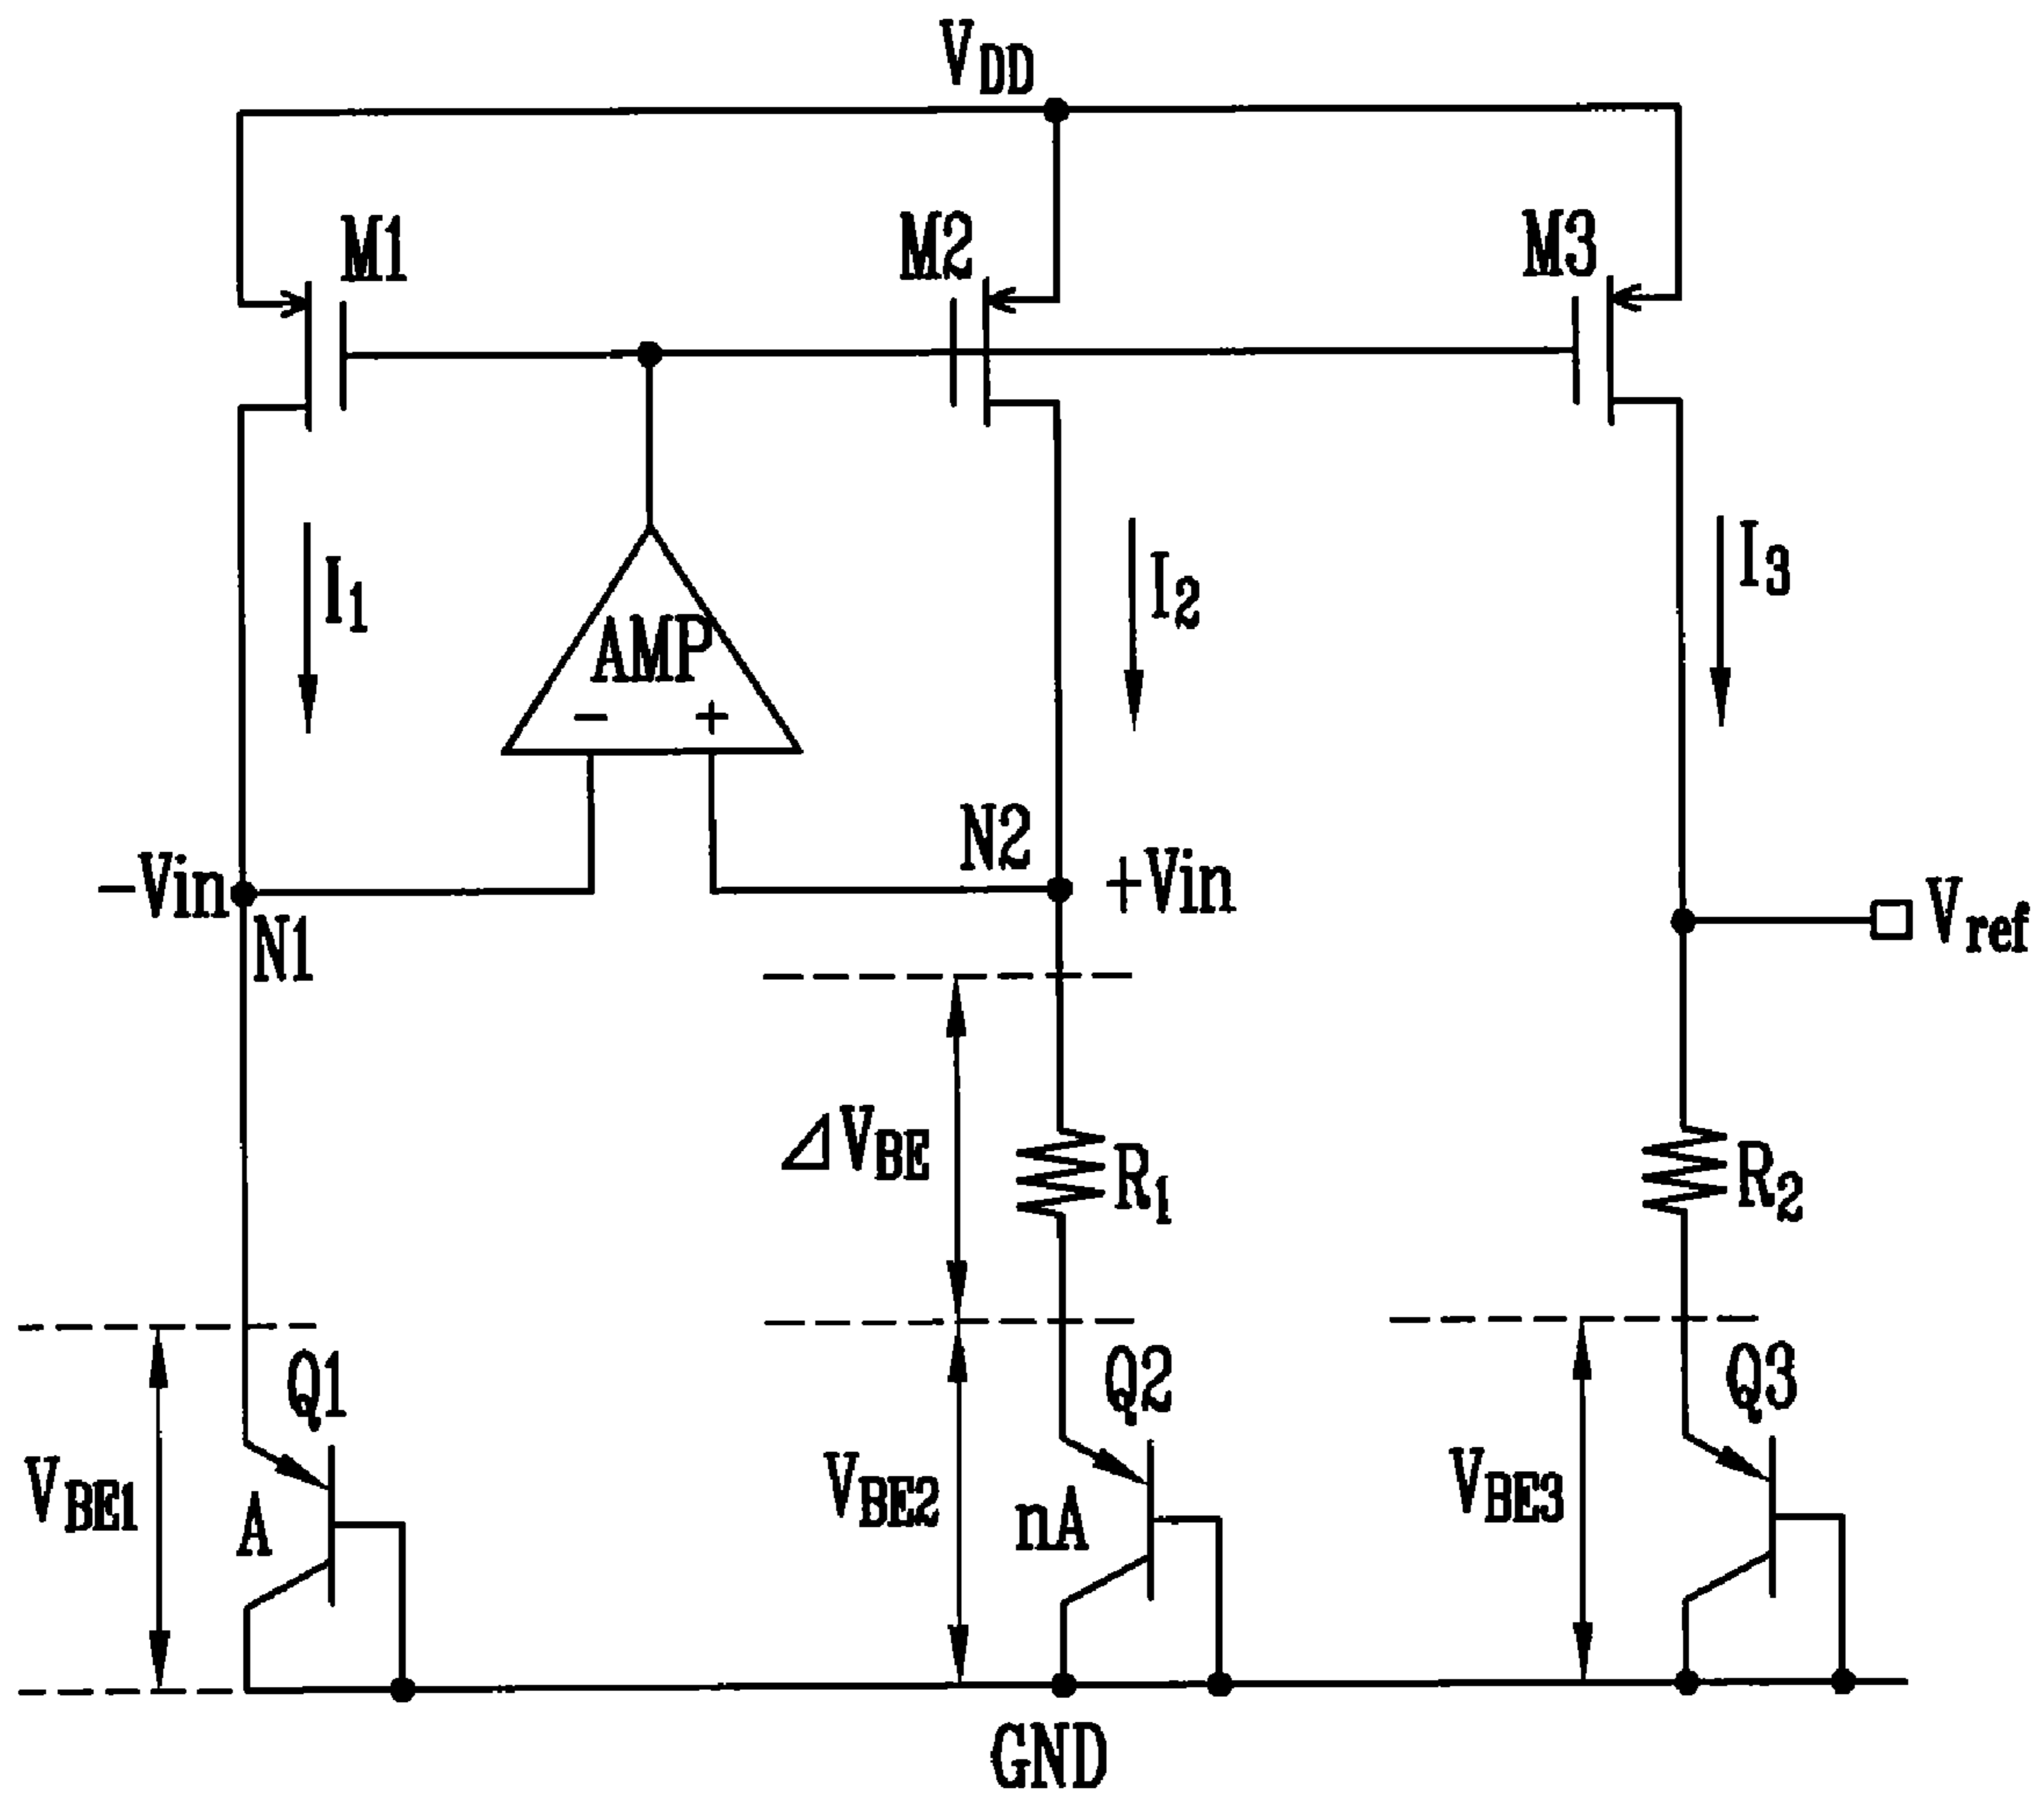 VDD
M1
M2
M3
I1
I2
I3
AMP
- +
-Vin
N1
N2
+Vin
Vref
ΔVBE
R1
R2
Q1
Q2
Q3
VBE1
A
VBE2
nA
VBE3
GND